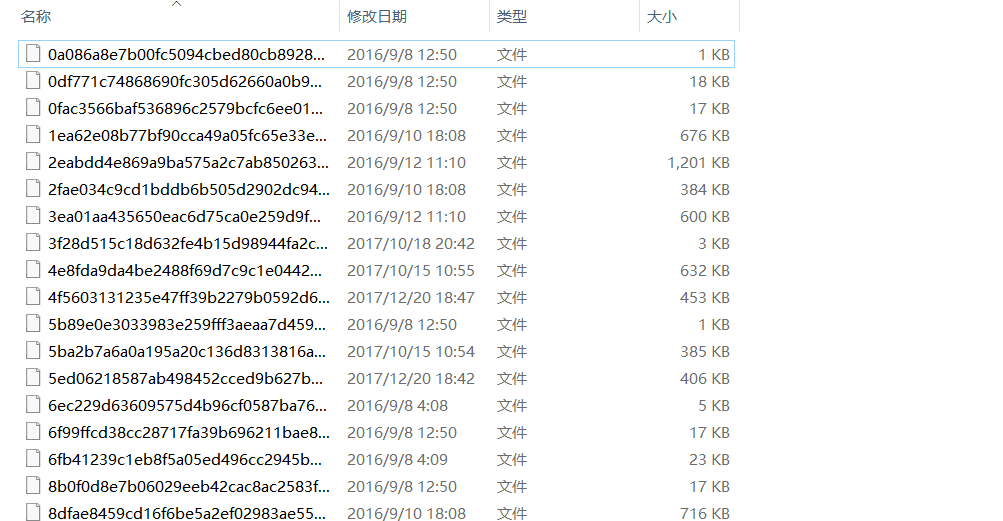 名称 修改日期 类型 大小
0a086a8e7b00fc5094cbed80cb8928... 2016/9/8 12:50 文件 1 KB
0df771c74868690fc305d62660a0b9... 2016/9/8 12:50 文件 18 KB
0fac3566baf536896c2579bcfc6ee01... 2016/9/8 12:50 文件 17 KB
1ea62e08b77bf90cca49a05fc65e33e... 2016/9/10 18:08 文件 676 KB
2eabdd4e869a9ba575a2c7ab850263... 2016/9/12 11:10 文件 1,201 KB
2fae034c9cd1bddb6b505d2902dc94... 2016/9/10 18:08 文件 384 KB
3ea01aa435650eac6d75ca0e259d9f... 2016/9/12 11:10 文件 600 KB
3f28d515c18d632fe4b15d98944fa2c... 2017/10/18 20:42 文件 3 KB
4e8fda9da4be2488f69d7c9c1e0442... 2017/10/15 10:55 文件 632 KB
4f5603131235e47ff39b2279b0592d6... 2017/12/20 18:47 文件 453 KB
5b89e0e3033983e259fff3aeaa7d459... 2016/9/8 12:50 文件 1 KB
5ba2b7a6a0a195a20c136d8313816a... 2017/10/15 10:54 文件 385 KB
5ed06218587ab498452cced9b627b... 2017/12/20 18:42 文件 406 KB
6ec229d63609575d4b96cf0587ba76... 2016/9/8 4:08 文件 5 KB
6f99ffcd38cc28717fa39b696211bae8... 2016/9/8 12:50 文件 17 KB
6fb41239c1eb8f5a05ed496cc2945b... 2016/9/8 4:09 文件 23 KB
8b0f0d8e7b06029eeb42cac8ac2583f... 2016/9/8 12:50 文件 17 KB
8dfae8459cd16f6be5a2ef02983ae55... 2016/9/10 18:08 文件 716 KB